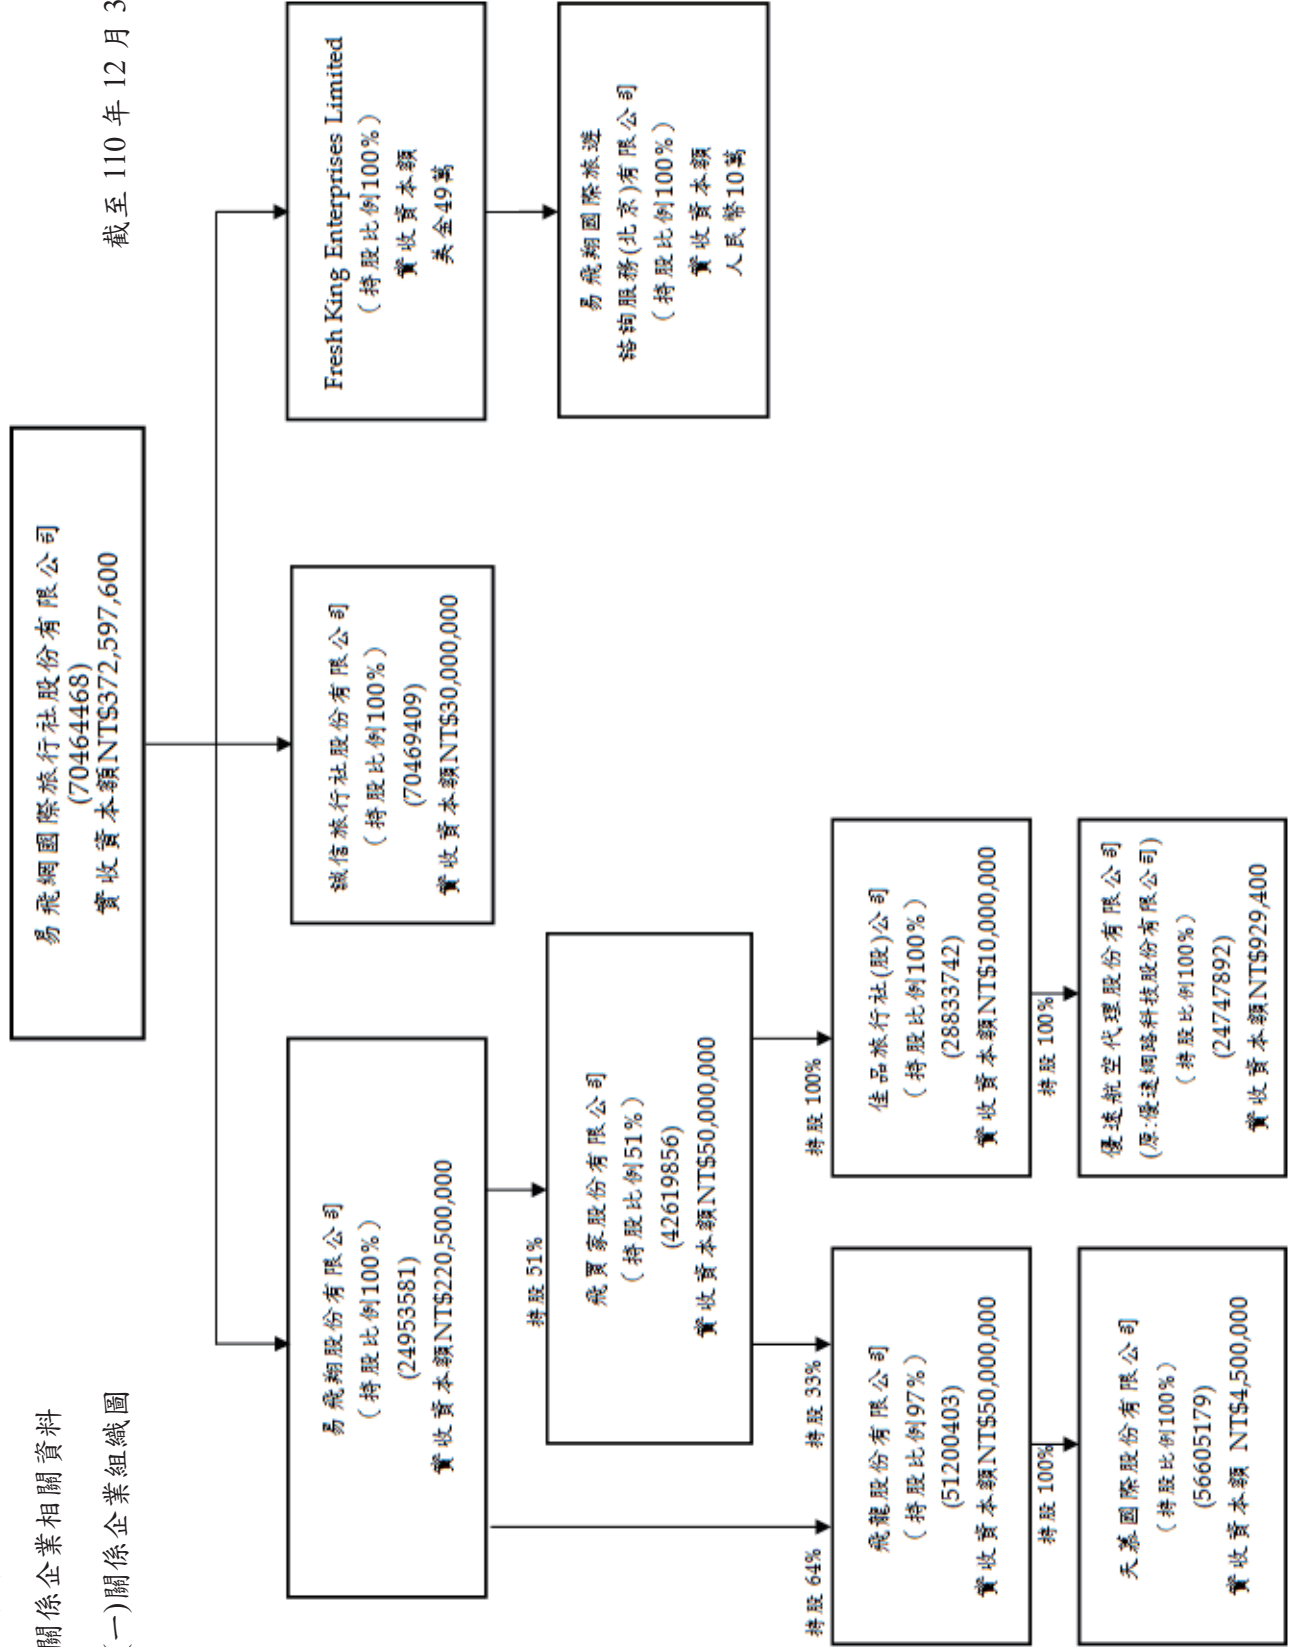 關係企業相關資料
(一)關係企業組織圖
截至 110 年 12 月 3
易飛網國際旅行社股份有限公司
(70464468)
實收資本額NT$372,597,600
易飛翔股份有限公司
(持股比例100%)
(24953581)
實收資本額NT$220,500,000
誠信旅行社股份有限公司
(持股比例100%)
(70469409)
實收資本額NT$30,000,000
Fresh King Enterprises Limited
(持股比例100%)
實收資本額
美金49萬
持股 51%
飛買家股份有限公司
(持股比例51%)
(42619856)
實收資本額NT$50,000,000
易飛翔國際旅遊
諮詢服務(北京)有限公司
(持股比例100%)
實收資本額
人民幣10萬
持股 64%
持股 33%
持股 100%
飛龍股份有限公司
(持股比例97%)
(51200403)
實收資本額NT$50,000,000
佳品旅行社(股)公司
(持股比例100%)
(28833742)
實收資本額NT$10,000,000
持股 100%
持股 100%
天慕國際股份有限公司
(持股比例100%)
(56605179)
實收資本額 NT$4,500,000
優速航空代理股份有限公司
(原:優速網路科技股份有限公司)
(持股比例100%)
(24747892)
實收資本額NT$929,400